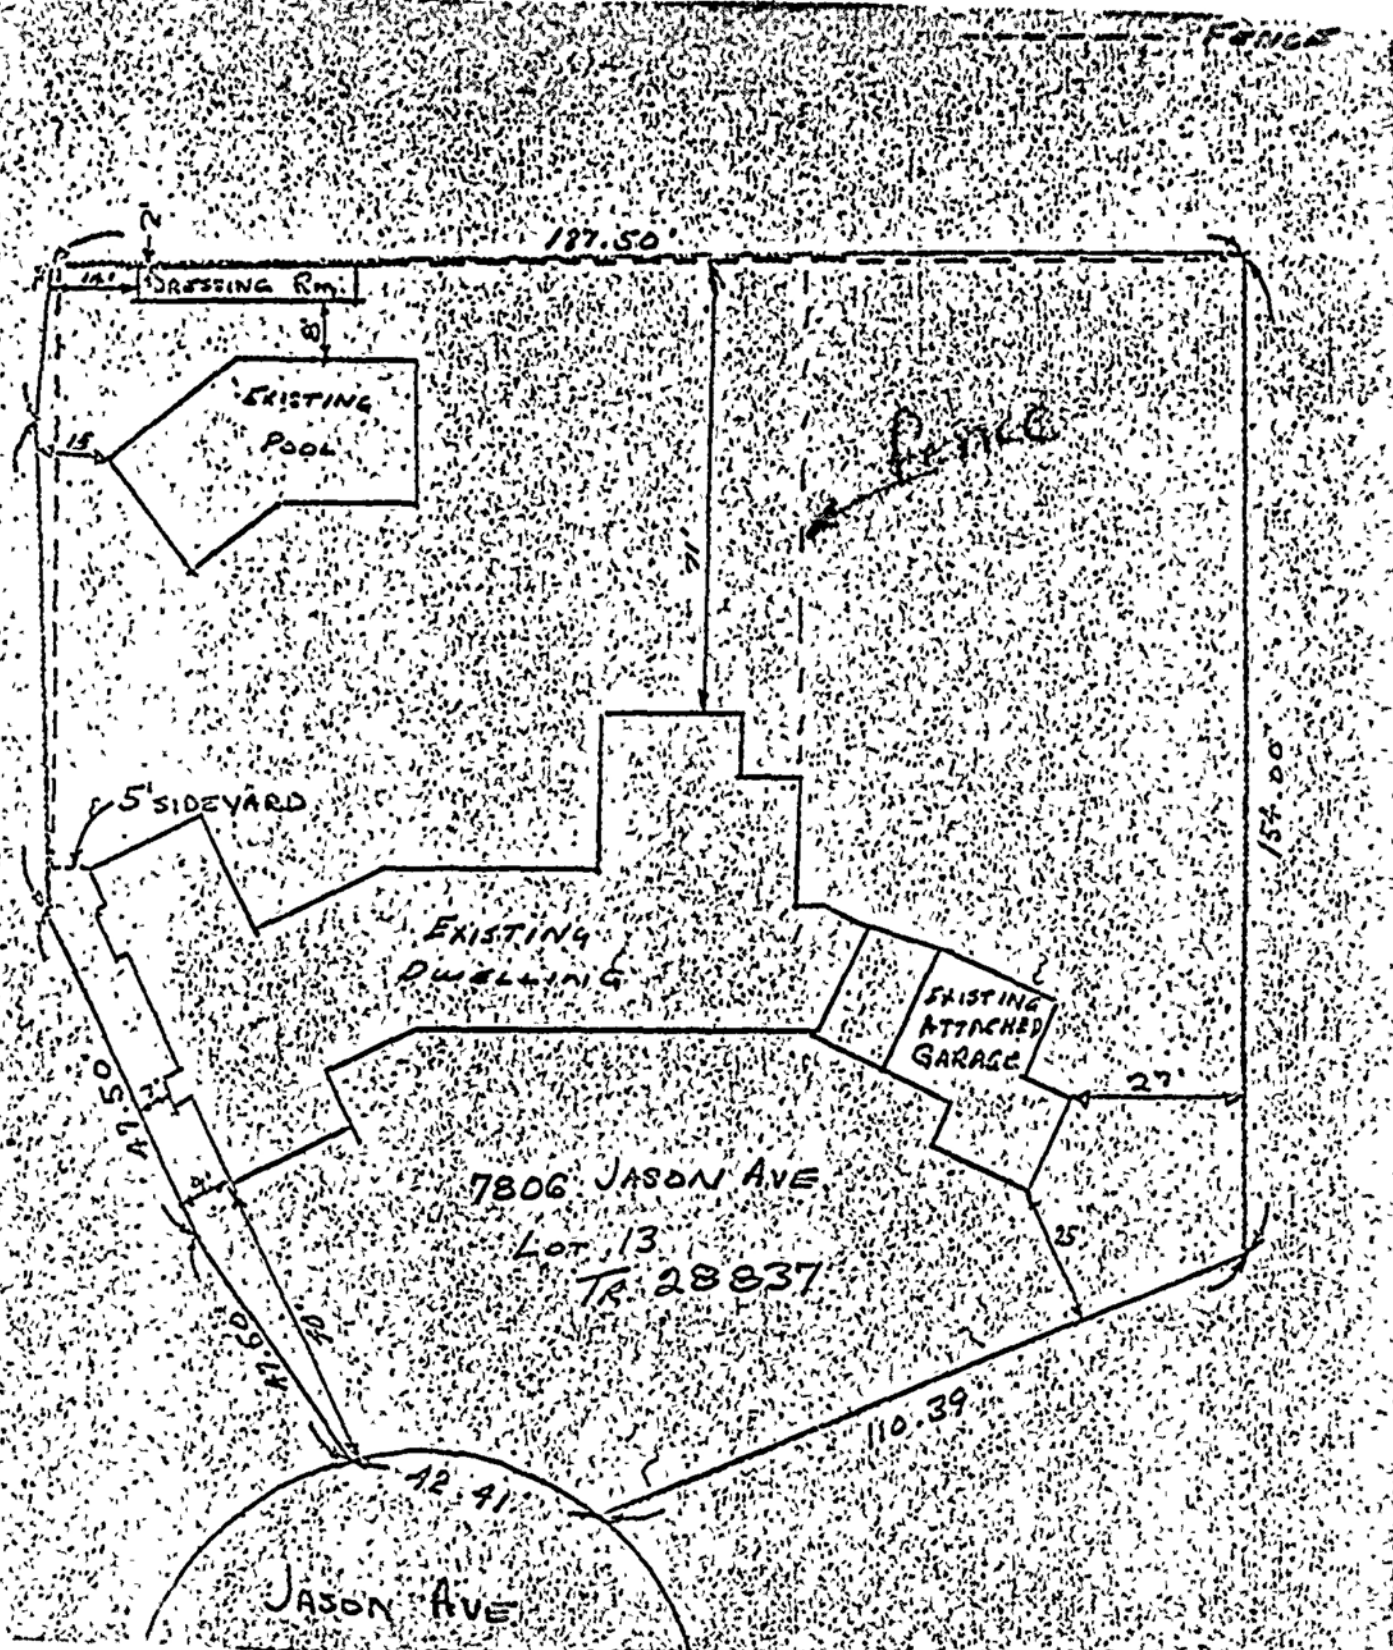 FENCE
2'
187.50'
14'
DRESSING Rm.
8'
EXISTING
POOL
15
fence
71'
154.00'
5' SIDEYARD
EXISTING
DWELLING
EXISTING
ATTACHED
GARAGE
27'
47.50'
7806 JASON AVE.
LOT 13
TR 28837
25
47.60'
40'
110.39
42.41
JASON AVE